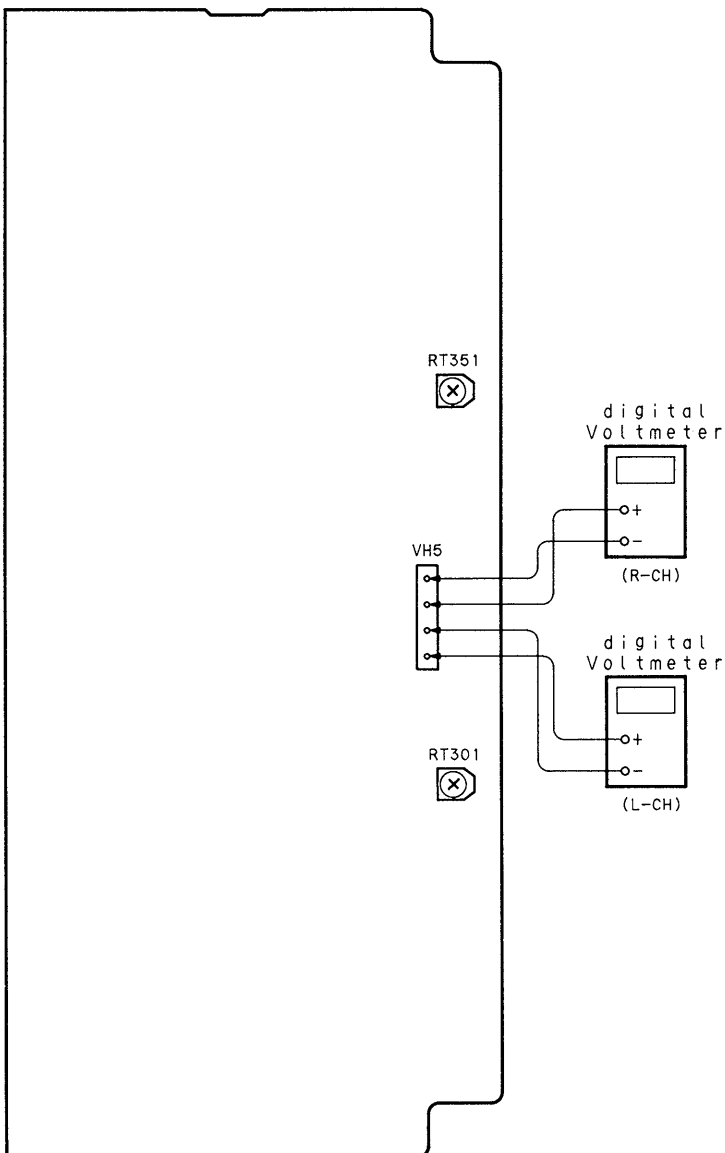 RT351
digital
Voltmeter
+
-
(R-CH)
VH5
digital
Voltmeter
+
-
(L-CH)
RT301